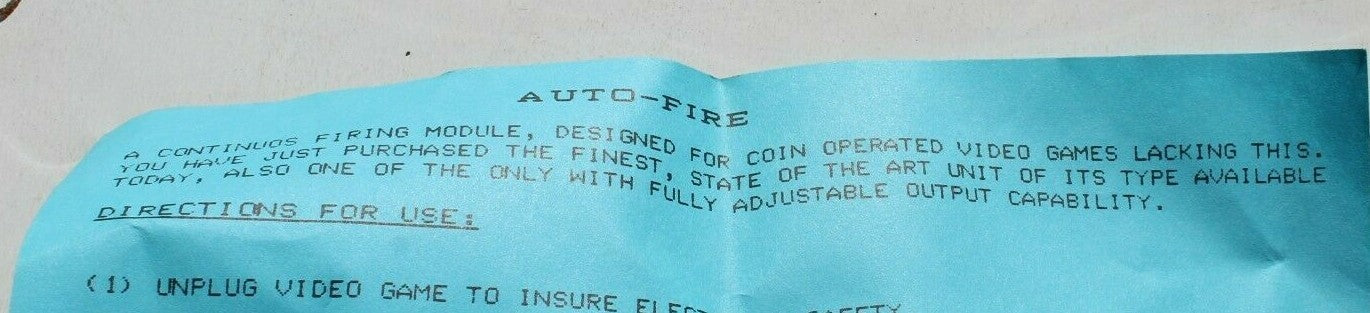 AUTO-FIRE
A CONTINUOS FIRING MODULE, DESIGNED FOR COIN OPERATED VIDEO GAMES LACKING THIS.
YOU HAVE JUST PURCHASED THE FINEST, STATE OF THE ART UNIT OF ITS TYPE AVAILABLE
TODAY, ALSO ONE OF THE ONLY WITH FULLY ADJUSTABLE OUTPUT CAPABILITY.
DIRECTIONS FOR USE:
(1) UNPLUG VIDEO GAME TO INSURE